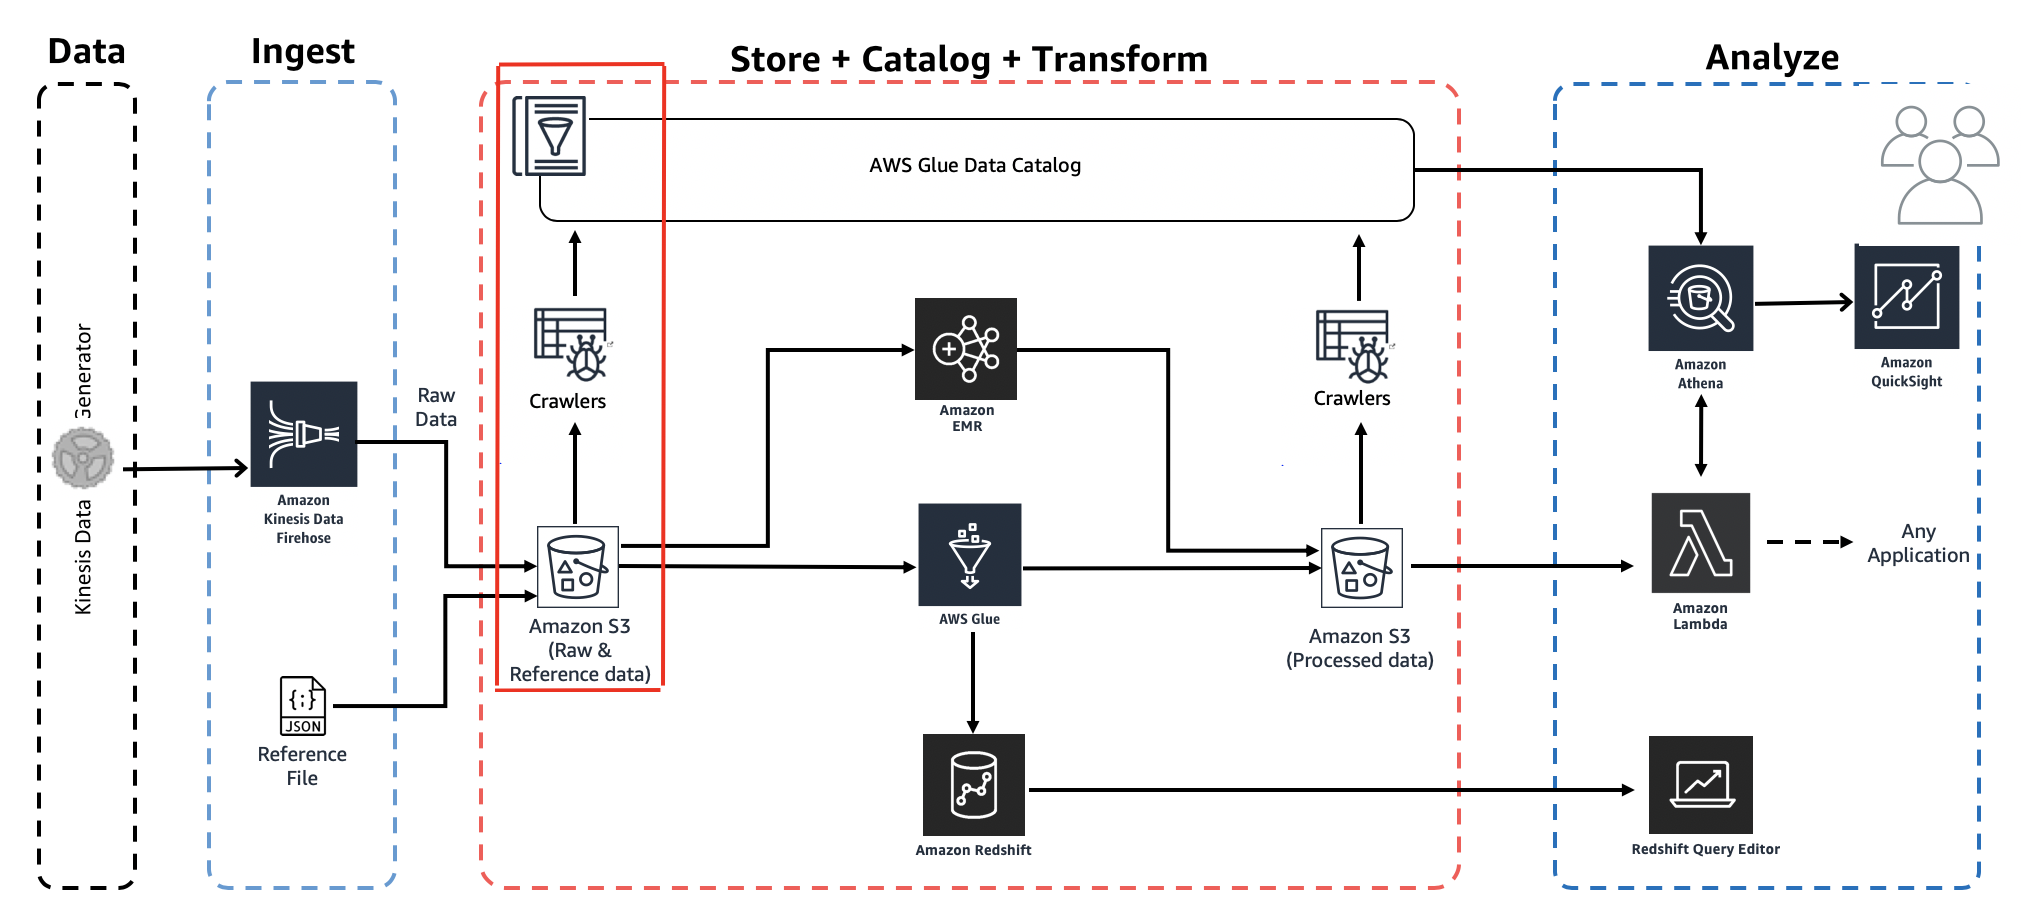 Data
Ingest
Store + Catalog + Transform
Analyze
AWS Glue Data Catalog
Kinesis Data Generator
Amazon
Kinesis Data
Firehose
Raw
Data
{;}
JSON
Reference
File
Crawlers
Amazon S3
(Raw &
Reference data)
Amazon
EMR
AWS Glue
Amazon Redshift
Crawlers
Amazon S3
(Processed data)
Amazon
Athena
Amazon
QuickSight
Amazon
Lambda
Any
Application
Redshift Query Editor